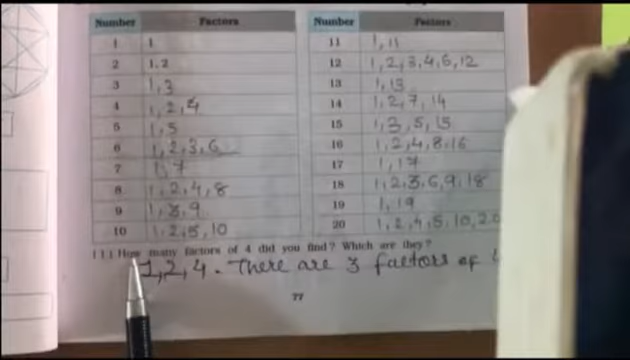 Number Factors Number Factors
1 1 11 1, 11
2 1, 2 12 1, 2, 3, 4, 6, 12
3 1, 3 13 1, 13
4 1, 2, 4 14 1, 2, 7, 14
5 1, 5 15 1, 3, 5, 15
6 1, 2, 3, 6 16 1, 2, 4, 8, 16
7 1, 7 17 1, 17
8 1, 2, 4, 8 18 1, 2, 3, 6, 9, 18
9 1, 3, 9 19 1, 19
10 1, 2, 5, 10 20 1, 2, 4, 5, 10, 20
(1) How many factors of 4 did you find? Which are they?
1, 2, 4. There are 3 factors of
77